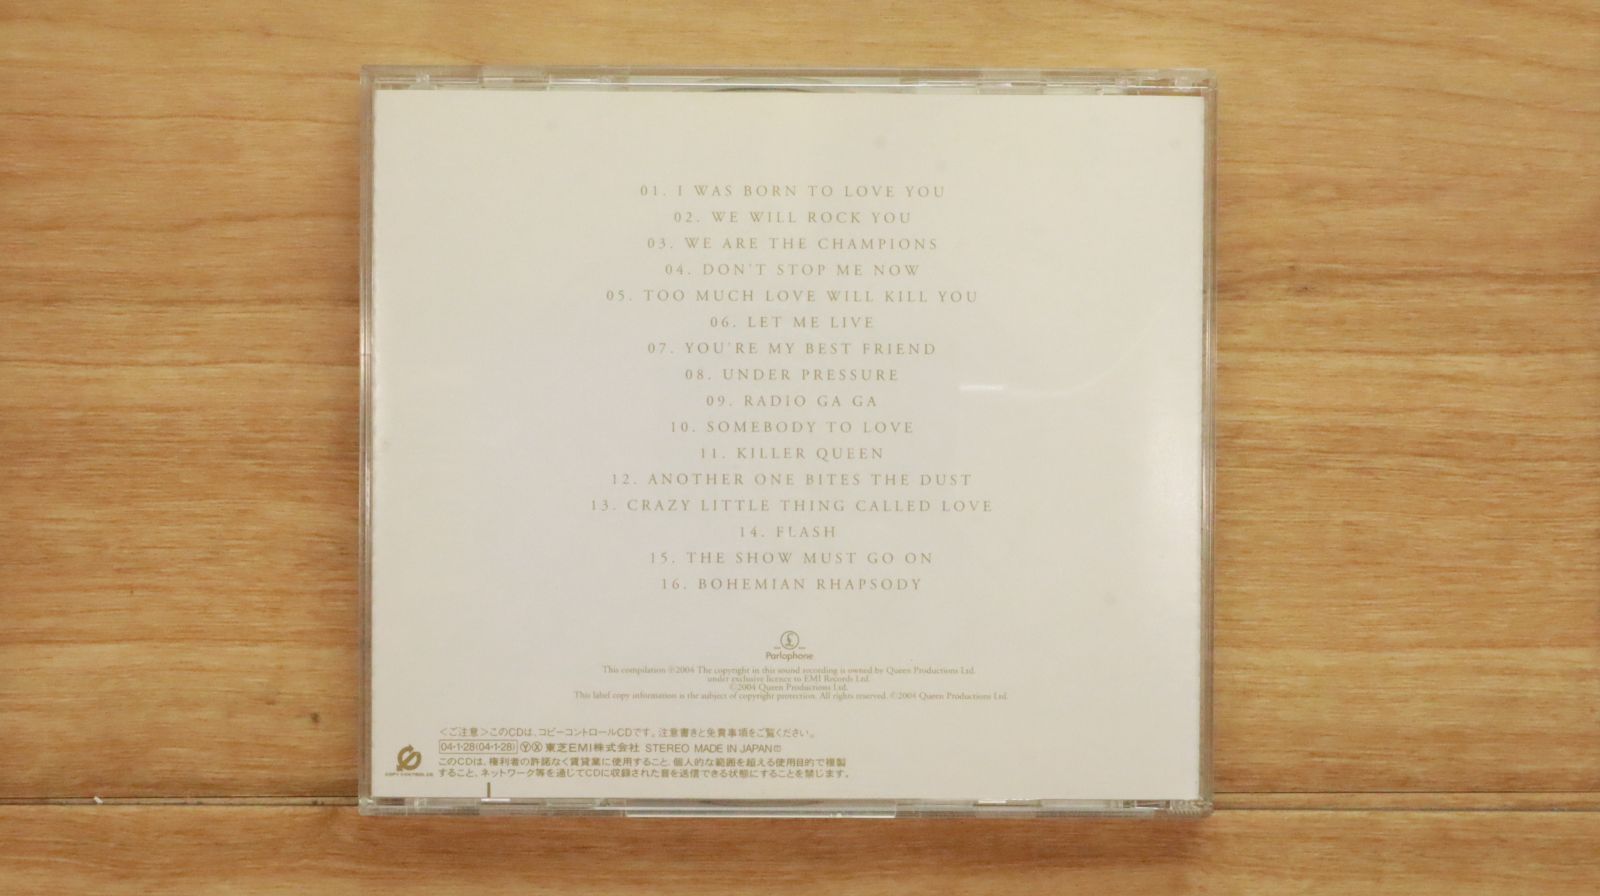 01. I WAS BORN TO LOVE YOU
02. WE WILL ROCK YOU
03. WE ARE THE CHAMPIONS
04. DON'T STOP ME NOW
05. TOO MUCH LOVE WILL KILL YOU
06. LET ME LIVE
07. YOU'RE MY BEST FRIEND
08. UNDER PRESSURE
09. RADIO GA GA
10. SOMEBODY TO LOVE
11. KILLER QUEEN
12. ANOTHER ONE BITES THE DUST
13. CRAZY LITTLE THING CALLED LOVE
14. FLASH
15. THE SHOW MUST GO ON
16. BOHEMIAN RHAPSODY
£
Parlophone
This compilation ℗2004 The copyright in this sound recording is owned by Queen Productions Ltd.
under exclusive licence to EMI Records Ltd.
©2004 Queen Productions Ltd.
This label copy information is the subject of copyright protection. All rights reserved. ©2004 Queen Productions Ltd.
<ご注意>このCDは、コピーコントロールCDです。注意書きと免責事項をご覧ください。
04·1·28(04·1·28) Ⓨ Ⓧ 東芝EMI株式会社 STEREO MADE IN JAPAN
このCDは、権利者の許諾なく賃貸業に使用すること、個人的な範囲を超える使用目的で複製
すること、ネットワーク等を通じてCDに収録された音を送信できる状態にすることを禁じます。
COPY CONTROL CD